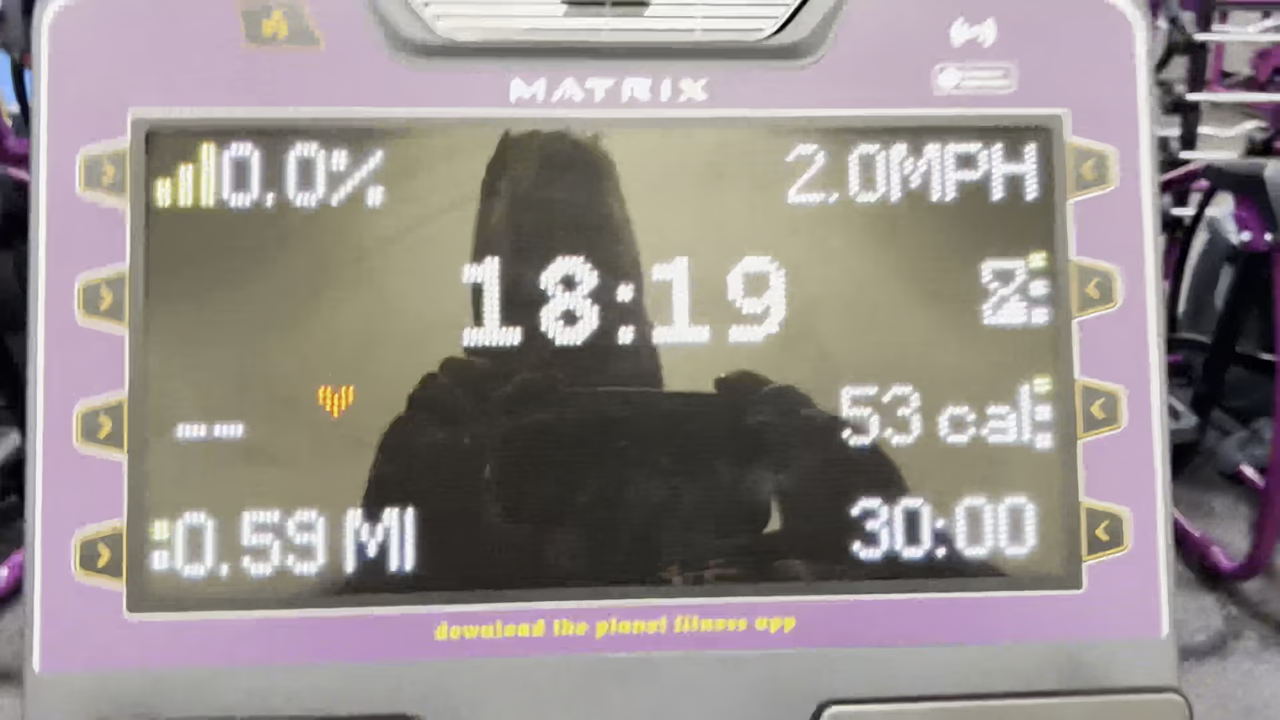 MATRIX
0.0%
2.0MPH
18:19
--
53 cal
0.59 MI
30:00
download the planet fitness app